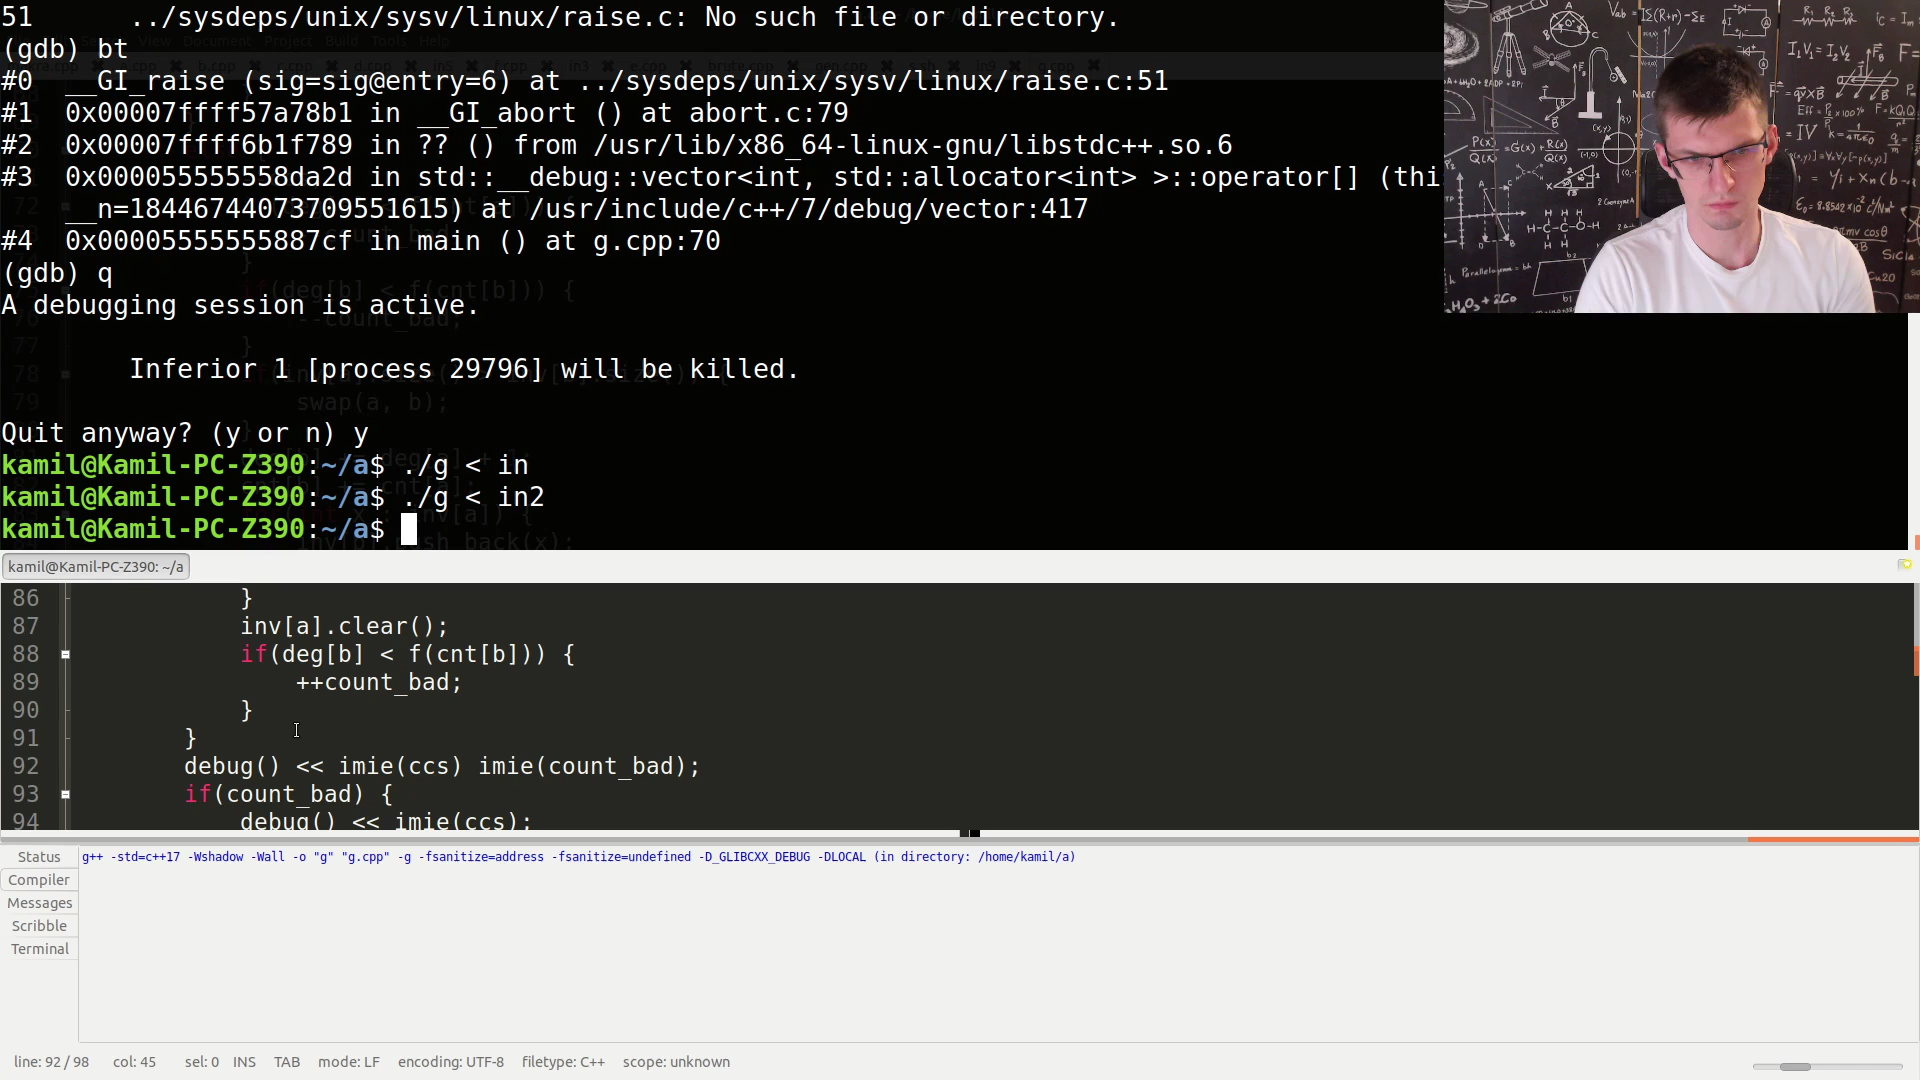 51      ../sysdeps/unix/sysv/linux/raise.c: No such file or directory.
(gdb) bt
#0  __GI_raise (sig=sig@entry=6) at ../sysdeps/unix/sysv/linux/raise.c:51
#1  0x00007ffff57a78b1 in __GI_abort () at abort.c:79
#2  0x00007ffff6b1f789 in ?? () from /usr/lib/x86_64-linux-gnu/libstdc++.so.6
#3  0x000055555558da2d in std::__debug::vector<int, std::allocator<int> >::operator[] (thi
    __n=18446744073709551615) at /usr/include/c++/7/debug/vector:417
#4  0x00005555555887cf in main () at g.cpp:70
(gdb) q
A debugging session is active.
        Inferior 1 [process 29796] will be killed.
Quit anyway? (y or n) y
kamil@Kamil-PC-Z390:~/a$ ./g < in
kamil@Kamil-PC-Z390:~/a$ ./g < in2
kamil@Kamil-PC-Z390:~/a$
kamil@Kamil-PC-Z390: ~/a
86 }
87 inv[a].clear();
88 if(deg[b] < f(cnt[b])) {
89 ++count_bad;
90 }
91 }
92 debug() << imie(ccs) imie(count_bad);
93 if(count_bad) {
94 debug() << imie(ccs);
Status
Compiler
Messages
Scribble
Terminal
g++ -std=c++17 -Wshadow -Wall -o "g" "g.cpp" -g -fsanitize=address -fsanitize=undefined -D_GLIBCXX_DEBUG -DLOCAL (in directory: /home/kamil/a)
line: 92 / 98 col: 45 sel: 0 INS TAB mode: LF encoding: UTF-8 filetype: C++ scope: unknown